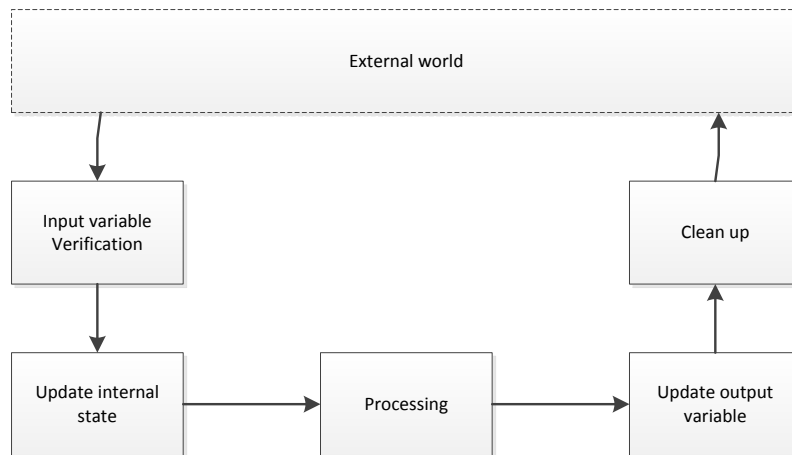 External world
Input variable
Verification
Clean up
Update internal
state
Processing
Update output
variable